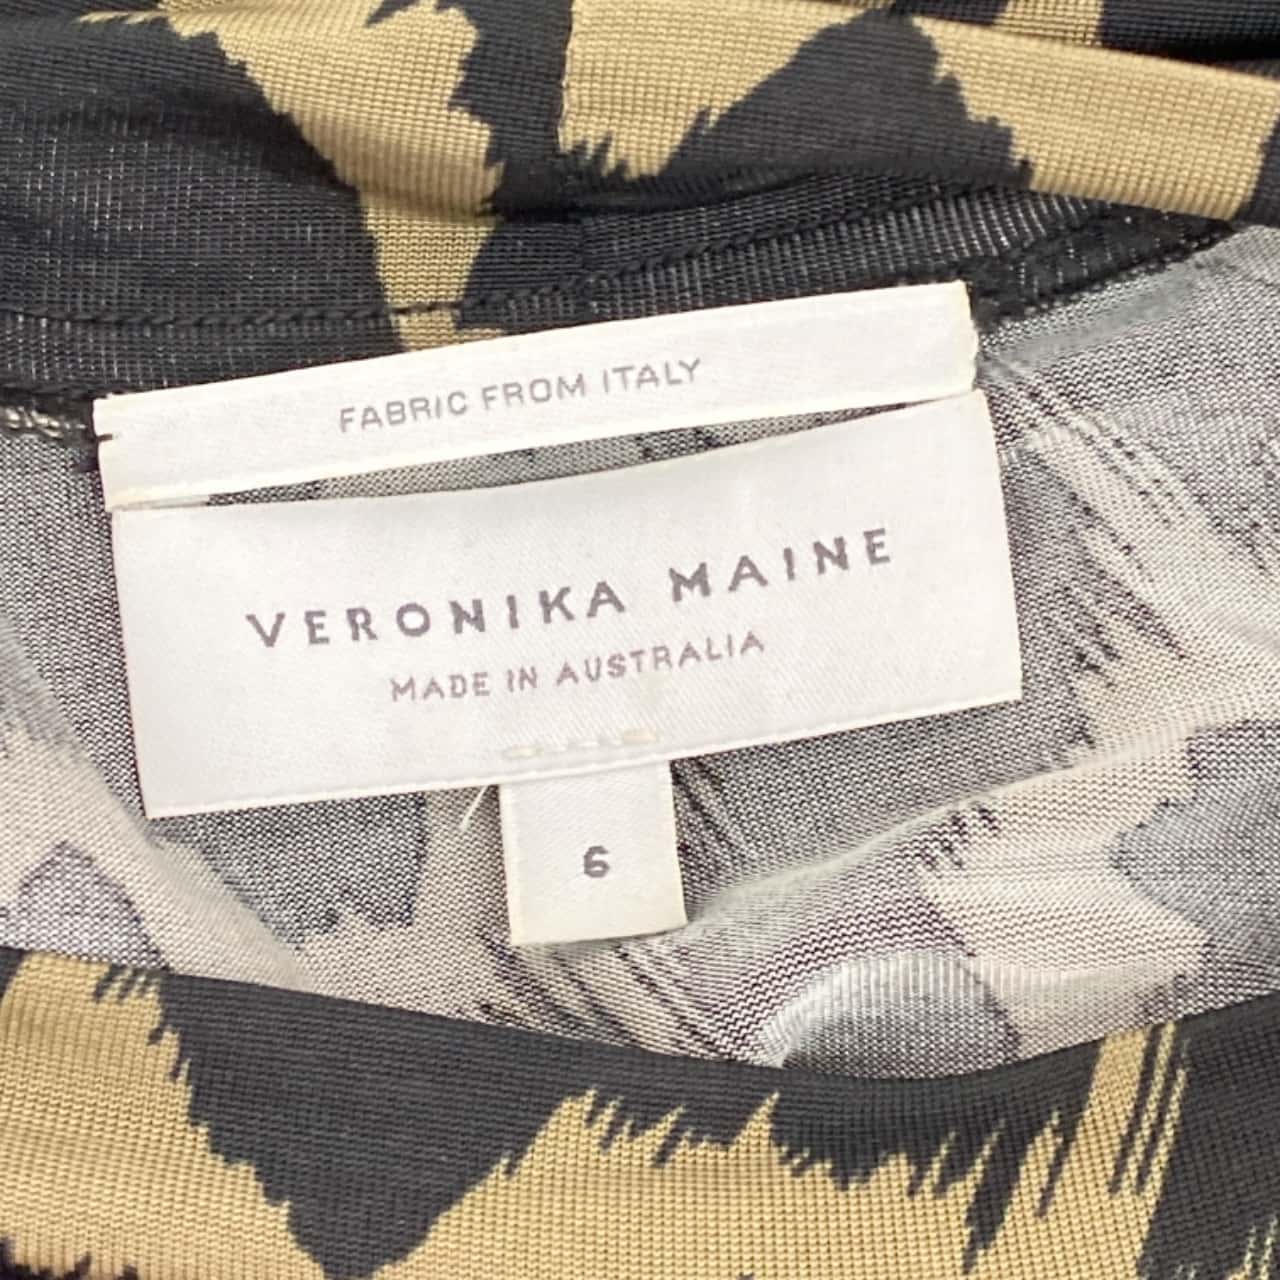 FABRIC FROM ITALY
VERONIKA MAINE
MADE IN AUSTRALIA
6